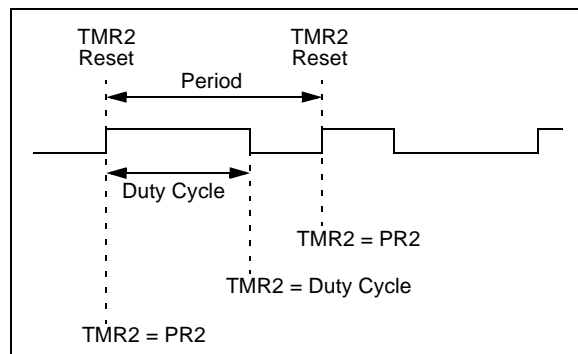 TMR2
Reset
TMR2
Reset
Period
Duty Cycle
TMR2 = PR2
TMR2 = Duty Cycle
TMR2 = PR2